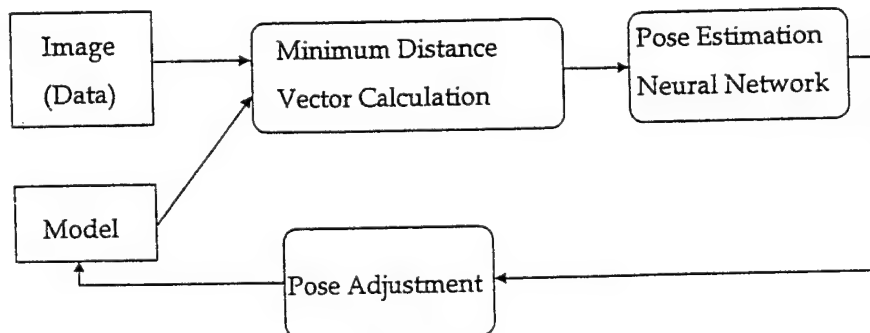 Image
(Data)
Minimum Distance
Vector Calculation
Pose Estimation
Neural Network
Model
Pose Adjustment